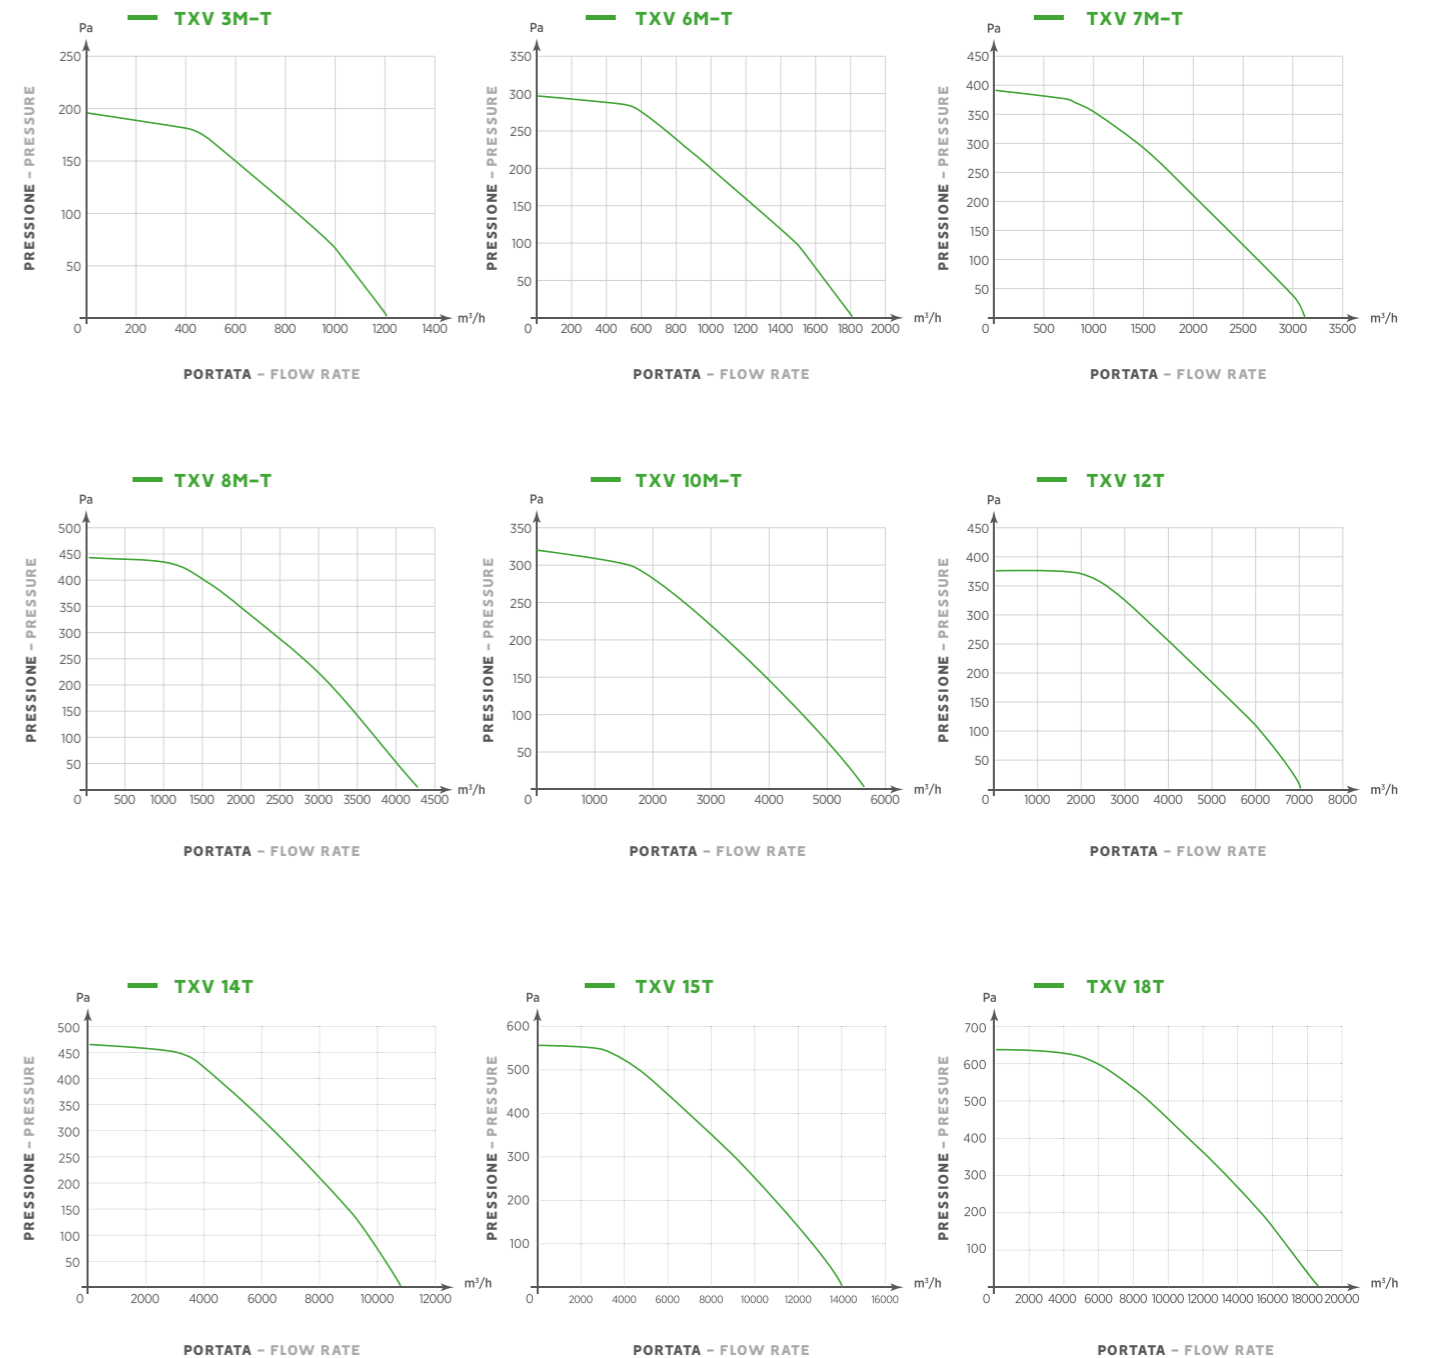 TXV 3M–T
Pa
250
200
150
100
50
0 200 400 600 800 1000 1200 1400 m³/h
PRESSIONE – PRESSURE
PORTATA – FLOW RATE
TXV 6M–T
Pa
350
300
250
200
150
100
50
0 200 400 600 800 1000 1200 1400 1600 1800 2000 m³/h
PRESSIONE – PRESSURE
PORTATA – FLOW RATE
TXV 7M–T
Pa
450
400
350
300
250
200
150
100
50
0 500 1000 1500 2000 2500 3000 3500 m³/h
PRESSIONE – PRESSURE
PORTATA – FLOW RATE
TXV 8M–T
Pa
500
450
400
350
300
250
200
150
100
50
0 500 1000 1500 2000 2500 3000 3500 4000 4500 m³/h
PRESSIONE – PRESSURE
PORTATA – FLOW RATE
TXV 10M–T
Pa
350
300
250
200
150
100
50
0 1000 2000 3000 4000 5000 6000 m³/h
PRESSIONE – PRESSURE
PORTATA – FLOW RATE
TXV 12T
Pa
450
400
350
300
250
200
150
100
50
0 1000 2000 3000 4000 5000 6000 7000 8000 m³/h
PRESSIONE – PRESSURE
PORTATA – FLOW RATE
TXV 14T
Pa
500
450
400
350
300
250
200
150
100
50
0 2000 4000 6000 8000 10000 12000 m³/h
PRESSIONE – PRESSURE
PORTATA – FLOW RATE
TXV 15T
Pa
600
500
400
300
200
100
0 2000 4000 6000 8000 10000 12000 14000 16000 m³/h
PRESSIONE – PRESSURE
PORTATA – FLOW RATE
TXV 18T
Pa
700
600
500
400
300
200
100
0 2000 4000 6000 8000 10000 12000 14000 16000 18000 20000 m³/h
PRESSIONE – PRESSURE
PORTATA – FLOW RATE